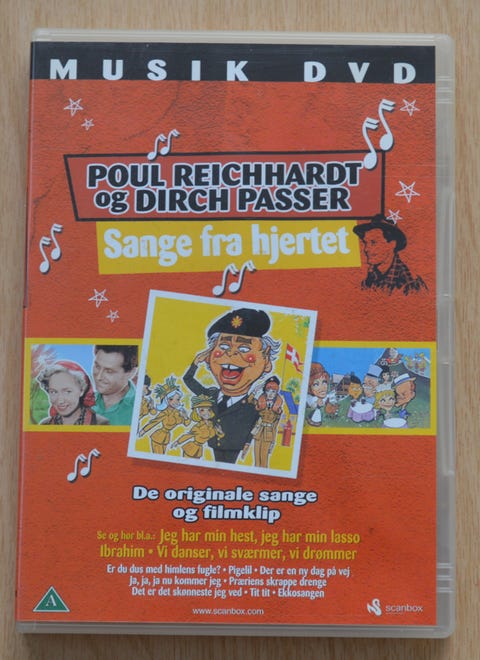 MUSIK DVD
POUL REICHHARDT
og DIRCH PASSER
Sange fra hjertet
De originale sange
og filmklip
Se og hør bl.a.: Jeg har min hest, jeg har min lasso
Ibrahim • Vi danser, vi sværmer, vi drømmer
Er du dus med himlens fugle? • Pigelil • Der er en ny dag på vej
Ja, ja, ja nu kommer jeg • Præriens skrappe drenge
Det er det skønneste jeg ved • Tit tit • Ekkosangen
A
www.scanbox.com
scanbox